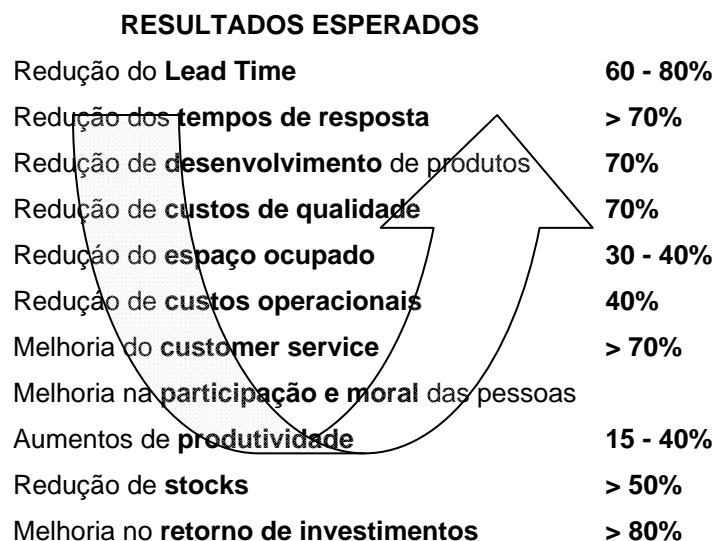 RESULTADOS ESPERADOS
Redução do Lead Time 60 - 80%
Redução dos tempos de resposta > 70%
Redução de desenvolvimento de produtos 70%
Redução de custos de qualidade 70%
Reduçáo do espaço ocupado 30 - 40%
Reduçáo de custos operacionais 40%
Melhoria do customer service > 70%
Melhoria na participação e moral das pessoas
Aumentos de produtividade 15 - 40%
Redução de stocks > 50%
Melhoria no retorno de investimentos > 80%